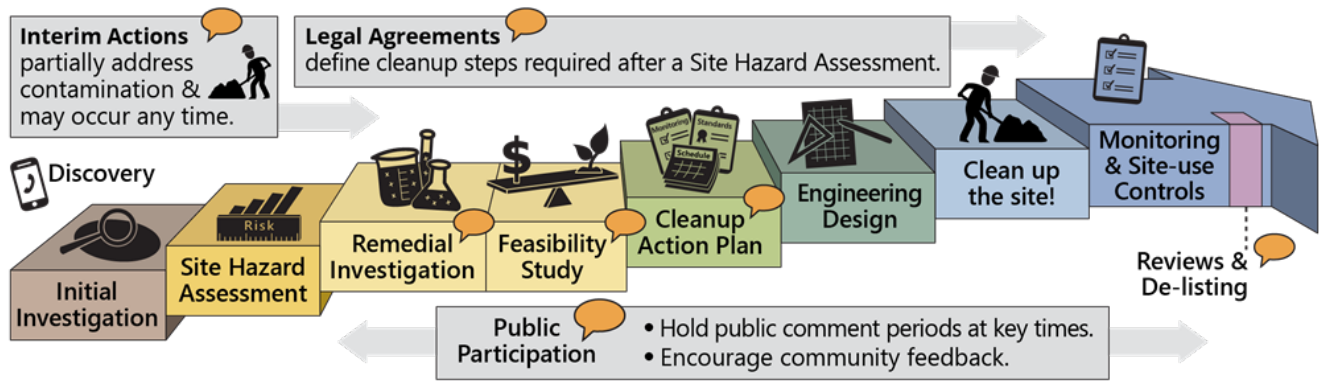 Interim Actions
partially address
contamination &
may occur any time.
Legal Agreements
define cleanup steps required after a Site Hazard Assessment.
Discovery
Initial
Investigation
Risk
Site Hazard
Assessment
Remedial
Investigation
$
Feasibility
Study
Monitoring
Standards
Schedule
Cleanup
Action Plan
Engineering
Design
Clean up
the site!
Monitoring
& Site-use
Controls
Reviews &
De-listing
Public
Participation
• Hold public comment periods at key times.
• Encourage community feedback.